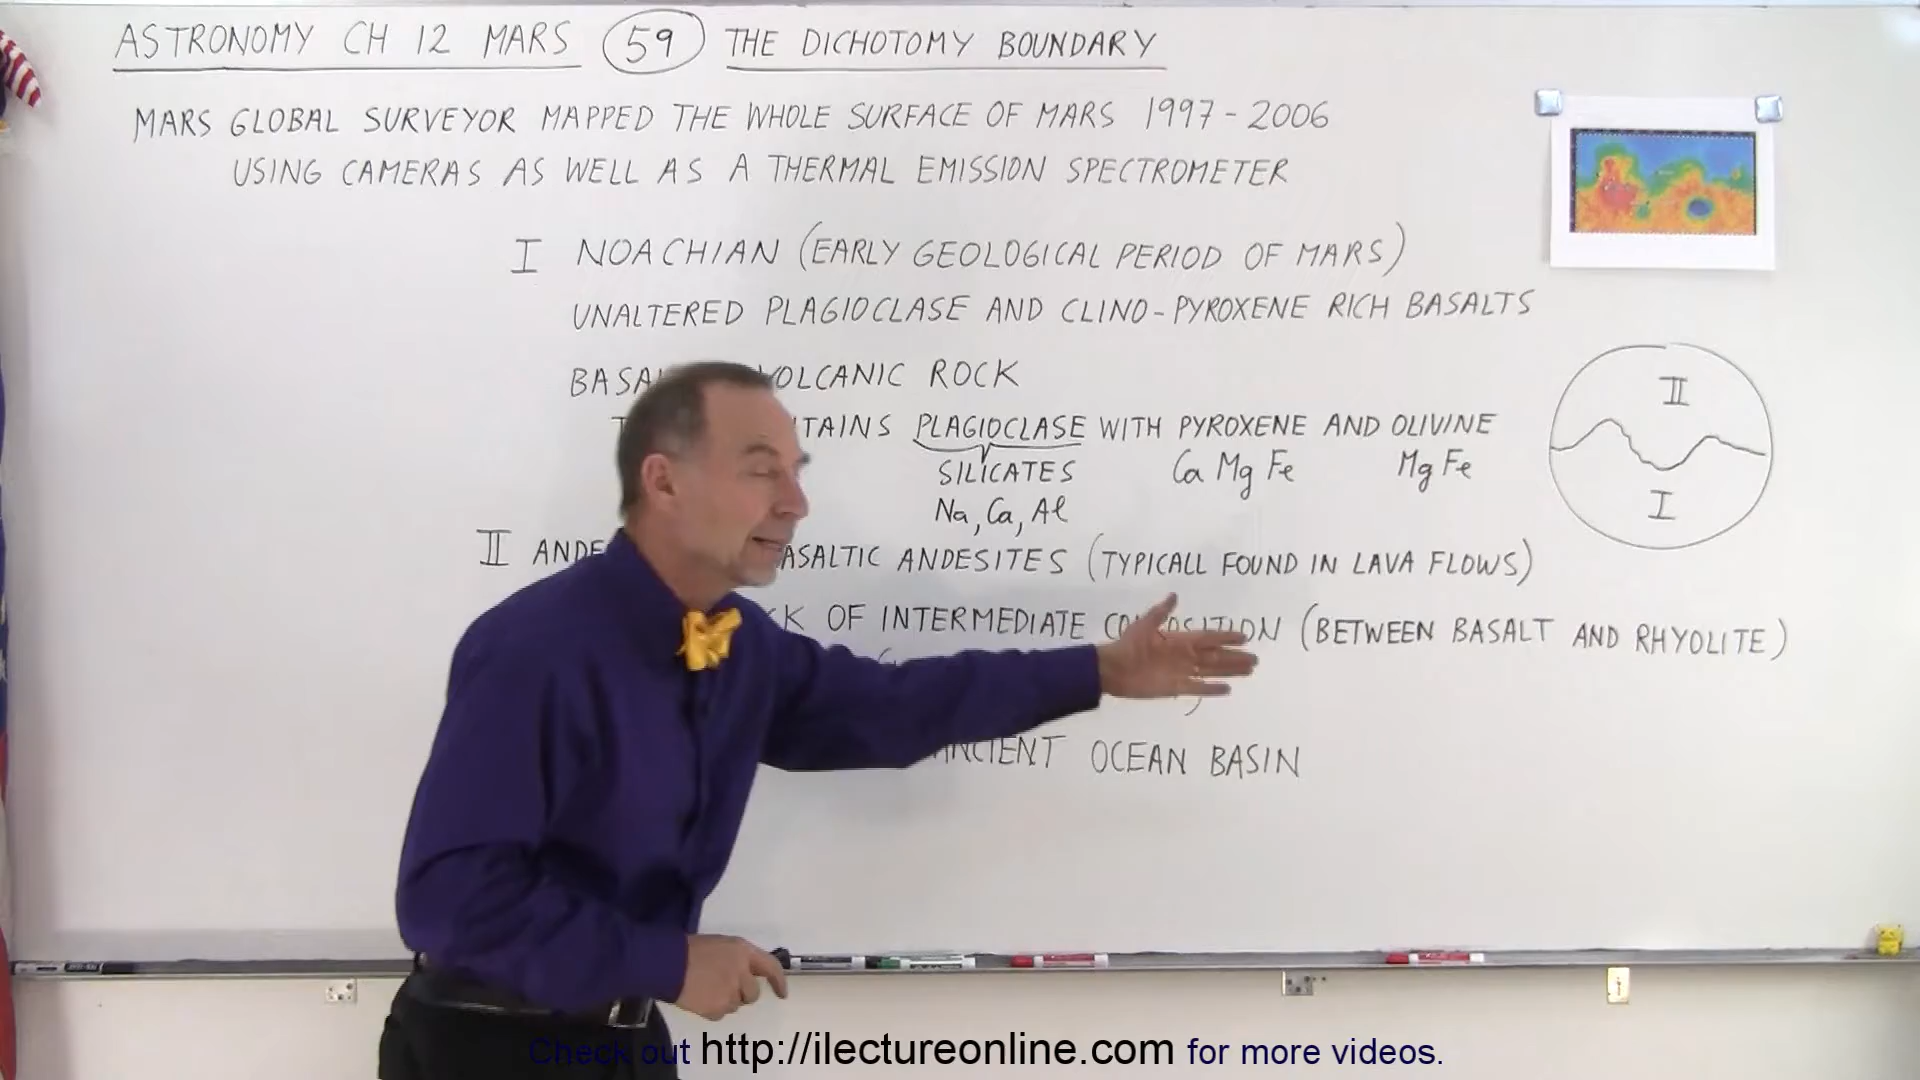 ASTRONOMY CH 12 MARS 59 THE DICHOTOMY BOUNDARY
MARS GLOBAL SURVEYOR MAPPED THE WHOLE SURFACE OF MARS 1997-2006
USING CAMERAS AS WELL AS A THERMAL EMISSION SPECTROMETER
I NOACHIAN (EARLY GEOLOGICAL PERIOD OF MARS)
UNALTERED PLAGIOCLASE AND CLINO-PYROXENE RICH BASALTS
VOLCANIC ROCK
PLAGIOCLASE WITH PYROXENE AND OLIVINE
SILICATES Ca Mg Fe Mg Fe
Na, Ca, Al
II
I
II ANDESITES (TYPICALL FOUND IN LAVA FLOWS)
OF INTERMEDIATE COMPOSITION (BETWEEN BASALT AND RHYOLITE)
ANCIENT OCEAN BASIN
Check out http://ilectureonline.com for more videos.